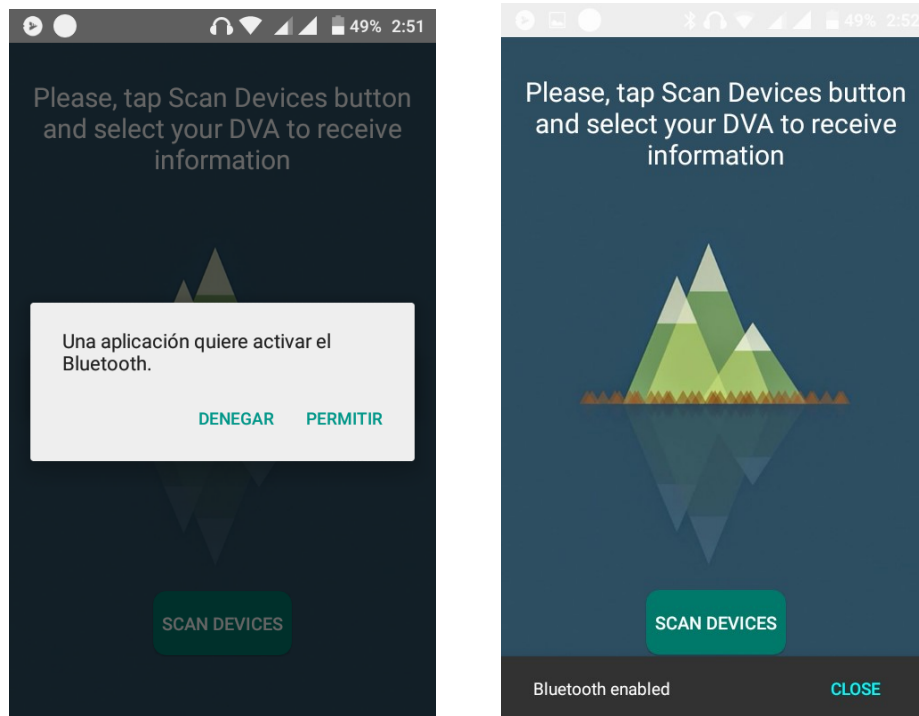 49% 2:51
Please, tap Scan Devices button
and select your DVA to receive
information
Una aplicación quiere activar el
Bluetooth.
DENEGAR PERMITIR
SCAN DEVICES
49% 2:52
Please, tap Scan Devices button
and select your DVA to receive
information
SCAN DEVICES
Bluetooth enabled CLOSE